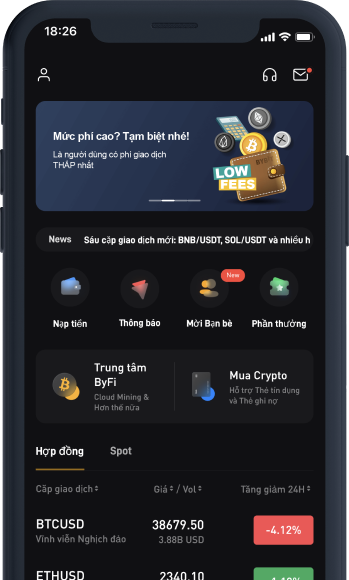 18:26
Mức phí cao? Tạm biệt nhé!
Là người dùng có phí giao dịch
THẤP nhất
LOW
FEES
News Sáu cặp giao dịch mới: BNB/USDT, SOL/USDT và nhiều h
New
Nạp tiền Thông báo Mời Bạn bè Phần thưởng
Trung tâm
ByFi
Cloud Mining &
Hơn thế nữa
Mua Crypto
Hỗ trợ Thẻ tín dụng
và Thẻ ghi nợ
Hợp đồng Spot
Cặp giao dịch Giá / Vol Tăng giảm 24H
BTCUSD 38679.50 -4.12%
Vĩnh viễn Nghịch đảo 3.88B USD
ETHUSD 2340.10